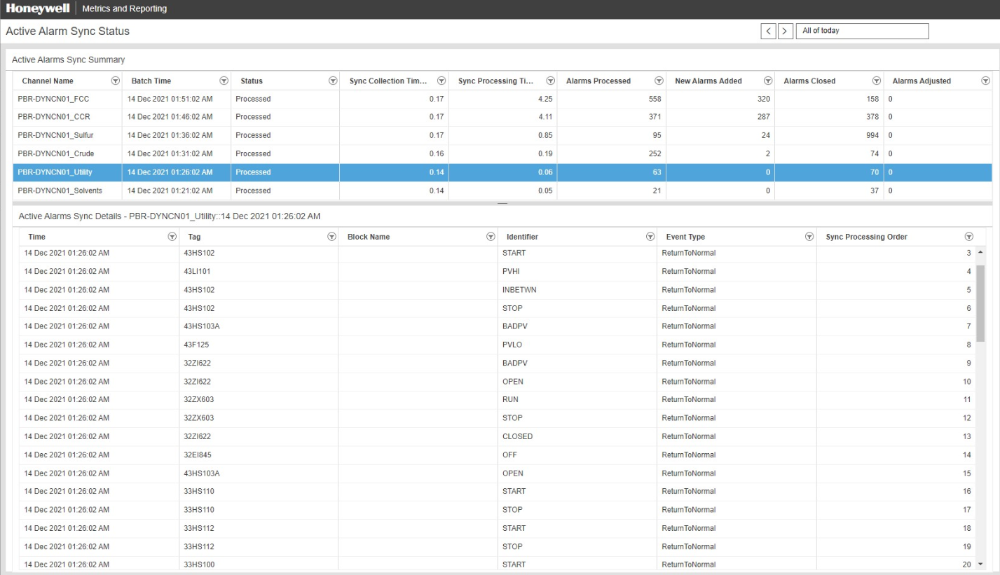 Honeywell Metrics and Reporting
Active Alarm Sync Status All of today
Active Alarms Sync Summary
Channel Name Batch Time Status Sync Collection Tim... Sync Processing Ti... Alarms Processed New Alarms Added Alarms Closed Alarms Adjusted
PBR-DYNCN01_FCC 14 Dec 2021 01:51:02 AM Processed 0.17 4.25 558 320 158 0
PBR-DYNCN01_CCR 14 Dec 2021 01:46:02 AM Processed 0.17 4.11 371 287 378 0
PBR-DYNCN01_Sulfur 14 Dec 2021 01:36:02 AM Processed 0.17 0.85 95 24 994 0
PBR-DYNCN01_Crude 14 Dec 2021 01:31:02 AM Processed 0.16 0.19 252 2 74 0
PBR-DYNCN01_Utility 14 Dec 2021 01:26:02 AM Processed 0.14 0.06 63 0 70 0
PBR-DYNCN01_Solvents 14 Dec 2021 01:21:02 AM Processed 0.14 0.05 21 0 37 0
Active Alarms Sync Details - PBR-DYNCN01_Utility::14 Dec 2021 01:26:02 AM
Time Tag Block Name Identifier Event Type Sync Processing Order
14 Dec 2021 01:26:02 AM 43HS102 START ReturnToNormal 3
14 Dec 2021 01:26:02 AM 43LI101 PVHI ReturnToNormal 4
14 Dec 2021 01:26:02 AM 43HS102 INBETWN ReturnToNormal 5
14 Dec 2021 01:26:02 AM 43HS102 STOP ReturnToNormal 6
14 Dec 2021 01:26:02 AM 43HS103A BADPV ReturnToNormal 7
14 Dec 2021 01:26:02 AM 43F125 PVLO ReturnToNormal 8
14 Dec 2021 01:26:02 AM 32ZI622 BADPV ReturnToNormal 9
14 Dec 2021 01:26:02 AM 32ZI622 OPEN ReturnToNormal 10
14 Dec 2021 01:26:02 AM 32ZX603 RUN ReturnToNormal 11
14 Dec 2021 01:26:02 AM 32ZX603 STOP ReturnToNormal 12
14 Dec 2021 01:26:02 AM 32ZI622 CLOSED ReturnToNormal 13
14 Dec 2021 01:26:02 AM 32EI845 OFF ReturnToNormal 14
14 Dec 2021 01:26:02 AM 43HS103A OPEN ReturnToNormal 15
14 Dec 2021 01:26:02 AM 33HS110 START ReturnToNormal 16
14 Dec 2021 01:26:02 AM 33HS110 STOP ReturnToNormal 17
14 Dec 2021 01:26:02 AM 33HS112 START ReturnToNormal 18
14 Dec 2021 01:26:02 AM 33HS112 STOP ReturnToNormal 19
14 Dec 2021 01:26:02 AM 33HS100 START ReturnToNormal 20